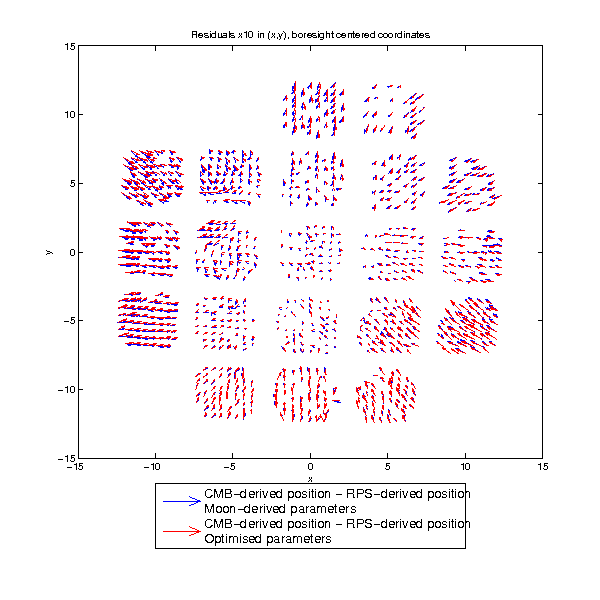 Residuals x10 in (x,y), boresight centered coordinates
15
10
5
0
−5
−10
−15
y
−15 −10 −5 0 5 10 15
x
CMB−derived position − RPS−derived position
Moon−derived parameters
CMB−derived position − RPS−derived position
Optimised parameters